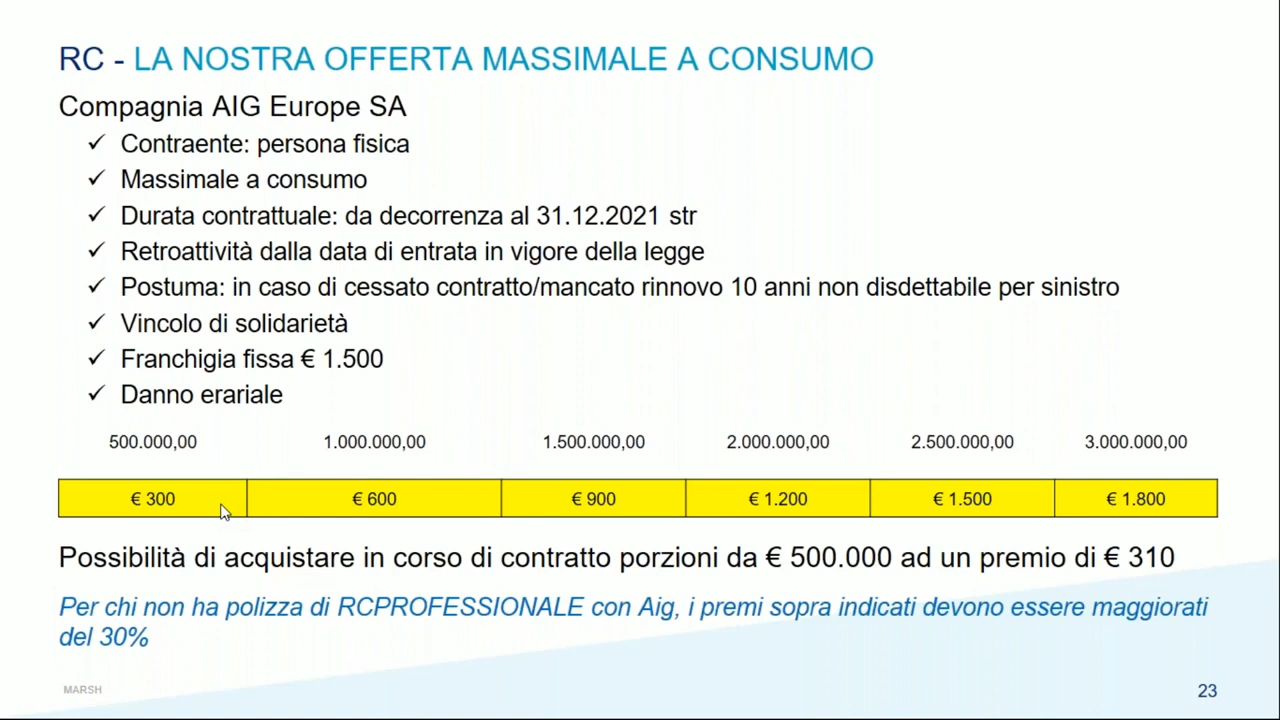 RC - LA NOSTRA OFFERTA MASSIMALE A CONSUMO
Compagnia AIG Europe SA
✓ Contraente: persona fisica
✓ Massimale a consumo
✓ Durata contrattuale: da decorrenza al 31.12.2021 str
✓ Retroattività dalla data di entrata in vigore della legge
✓ Postuma: in caso di cessato contratto/mancato rinnovo 10 anni non disdettabile per sinistro
✓ Vincolo di solidarietà
✓ Franchigia fissa € 1.500
✓ Danno erariale
500.000,00 1.000.000,00 1.500.000,00 2.000.000,00 2.500.000,00 3.000.000,00
€ 300 € 600 € 900 € 1.200 € 1.500 € 1.800
Possibilità di acquistare in corso di contratto porzioni da € 500.000 ad un premio di € 310
Per chi non ha polizza di RCPROFESSIONALE con Aig, i premi sopra indicati devono essere maggiorati
del 30%
MARSH
23